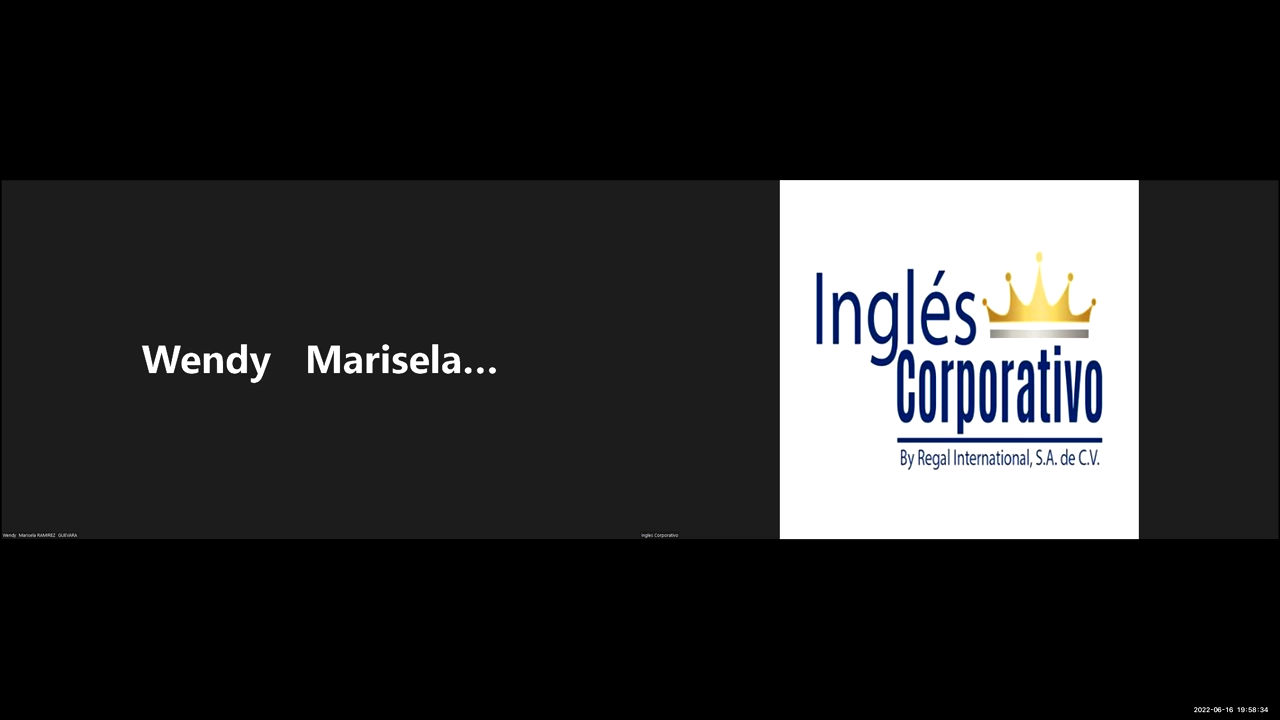 Wendy Marisela...
Inglés
Corporativo
By Regal International, S.A. de C.V.
Wendy Marisela RAMIREZ GUEVARA
Inglés Corporativo
2022-06-16 19:58:34